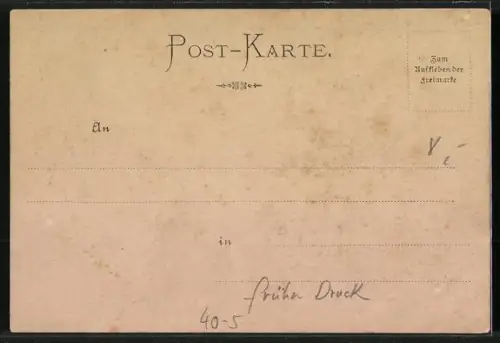 POST-KARTE.
Zum
Aufkleben der
Freimarke
An
in
früher Druck
40-5